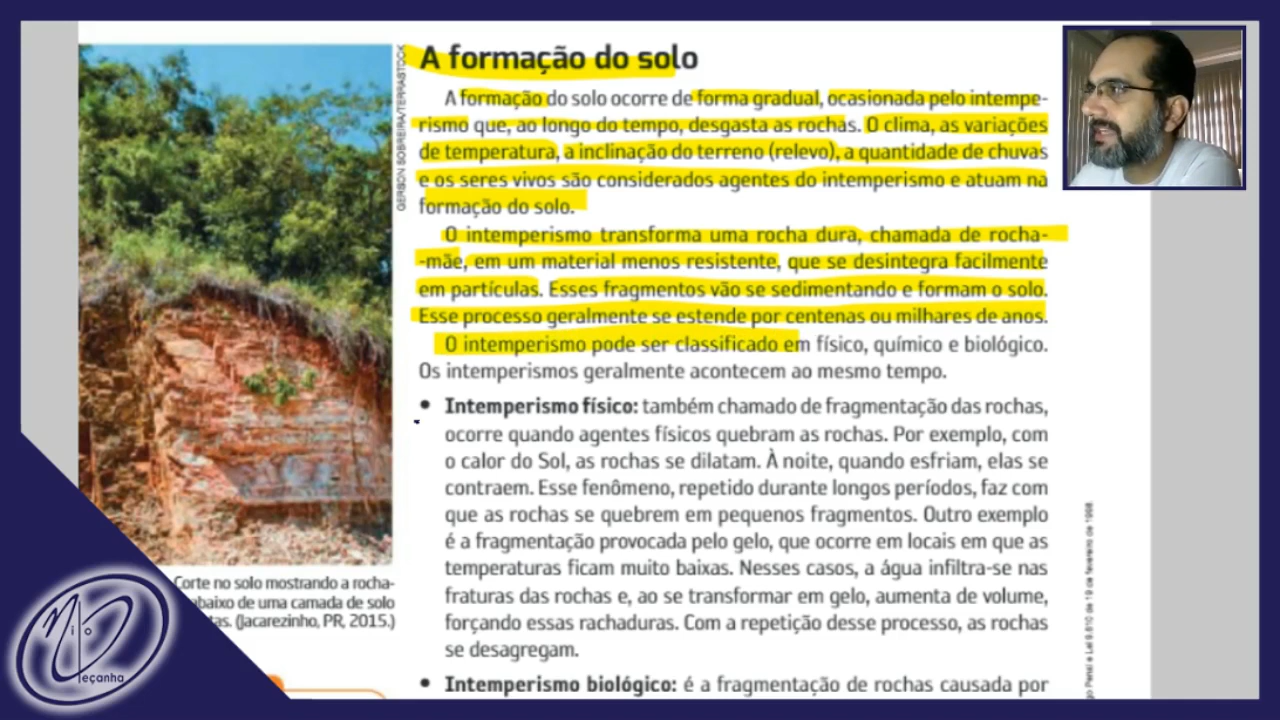 A formação do solo
A formação do solo ocorre de forma gradual, ocasionada pelo intempe-
rismo que, ao longo do tempo, desgasta as rochas. O clima, as variações
de temperatura, a inclinação do terreno (relevo), a quantidade de chuvas
e os seres vivos são considerados agentes do intemperismo e atuam na
formação do solo.
O intemperismo transforma uma rocha dura, chamada de rocha-
-mãe, em um material menos resistente, que se desintegra facilmente
em partículas. Esses fragmentos vão se sedimentando e formam o solo.
Esse processo geralmente se estende por centenas ou milhares de anos.
O intemperismo pode ser classificado em físico, químico e biológico.
Os intemperismos geralmente acontecem ao mesmo tempo.
• Intemperismo físico: também chamado de fragmentação das rochas,
ocorre quando agentes físicos quebram as rochas. Por exemplo, com
o calor do Sol, as rochas se dilatam. À noite, quando esfriam, elas se
contraem. Esse fenômeno, repetido durante longos períodos, faz com
que as rochas se quebrem em pequenos fragmentos. Outro exemplo
é a fragmentação provocada pelo gelo, que ocorre em locais em que as
temperaturas ficam muito baixas. Nesses casos, a água infiltra-se nas
fraturas das rochas e, ao se transformar em gelo, aumenta de volume,
forçando essas rachaduras. Com a repetição desse processo, as rochas
se desagregam.
• Intemperismo biológico: é a fragmentação de rochas causada por
GERSON SOBREIRA/TERRASTOCK
Corte no solo mostrando a rocha-
abaixo de uma camada de solo
tas. (Jacarezinho, PR, 2015.)
Penal e Lei 9.610 de 19 de fevereiro de 1998.
eçanha